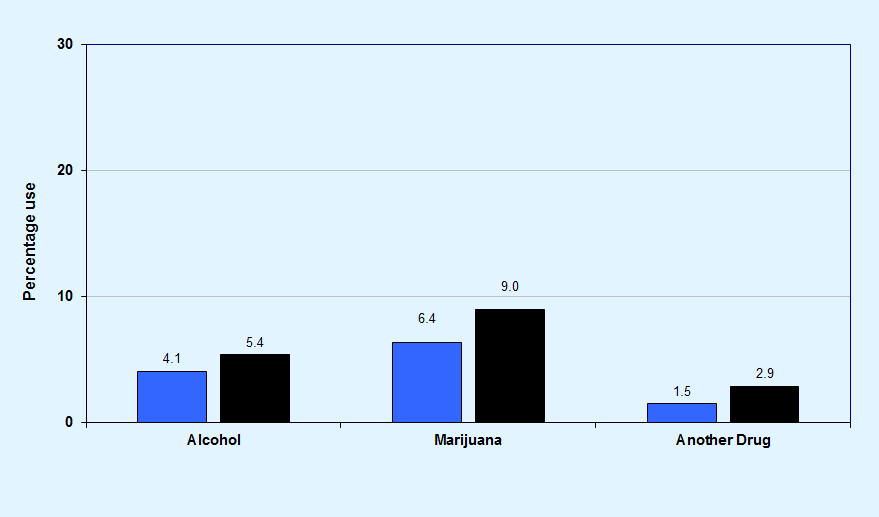 30
20
10
0
Percentage use
4.1
5.4
6.4
9.0
1.5
2.9
Alcohol
Marijuana
Another Drug